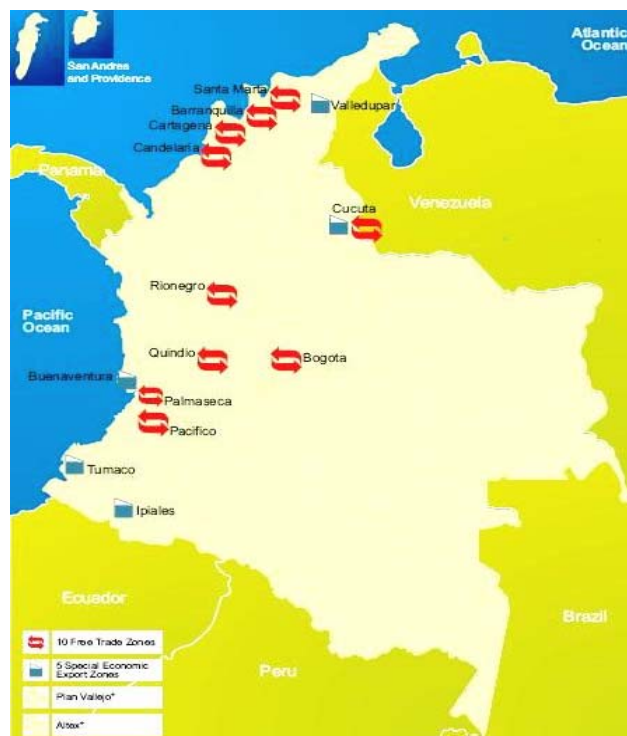 San Andres
and Providence
Atlantic
Ocean
Santa Marta
Barranquilla
Valledupar
Cartagena
Candelaria
Panama
Cucuta
Venezuela
Rionegro
Pacific
Ocean
Quindio
Bogota
Buenaventura
Palmaseca
Pacifico
Tumaco
Ipiales
Ecuador
Brazil
Peru
10 Free Trade Zones
5 Special Economic
Export Zones
Plan Vallejo*
Altex*